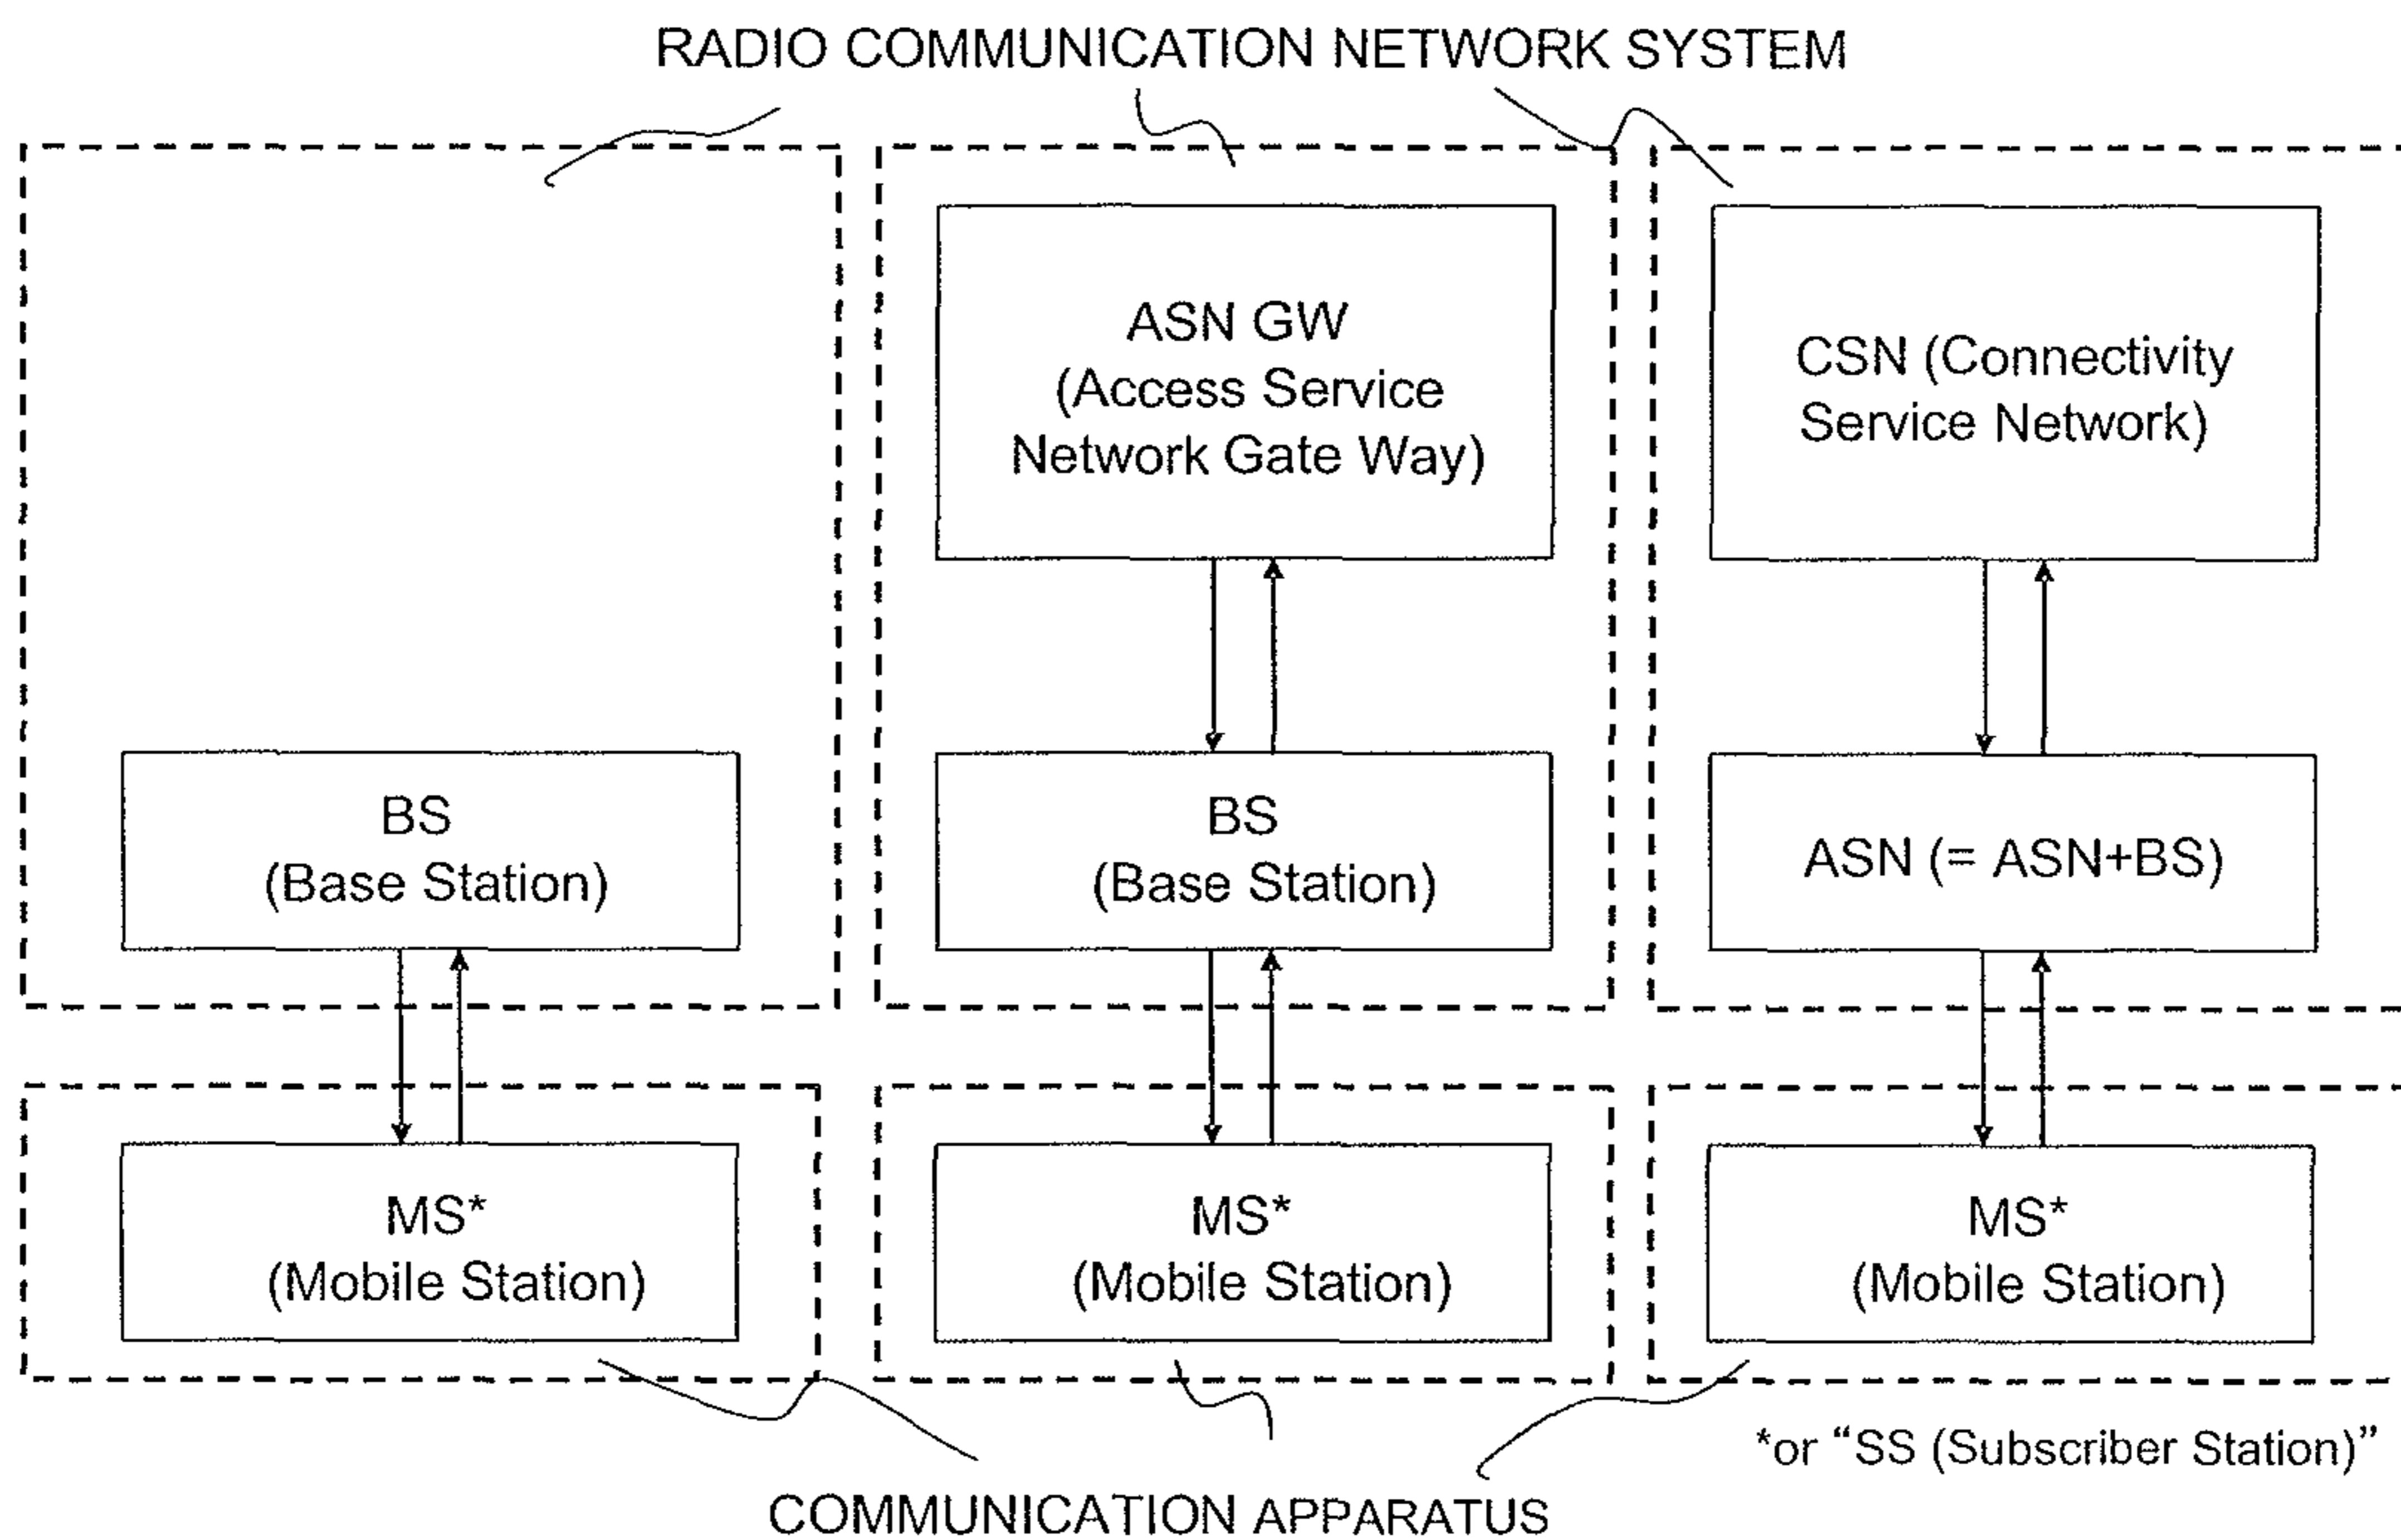 RADIO COMMUNICATION NETWORK SYSTEM
ASN GW
(Access Service
Network Gate Way)
CSN (Connectivity
Service Network)
BS
(Base Station)
BS
(Base Station)
ASN (= ASN+BS)
MS*
(Mobile Station)
MS*
(Mobile Station)
MS*
(Mobile Station)
*or “SS (Subscriber Station)”
COMMUNICATION APPARATUS